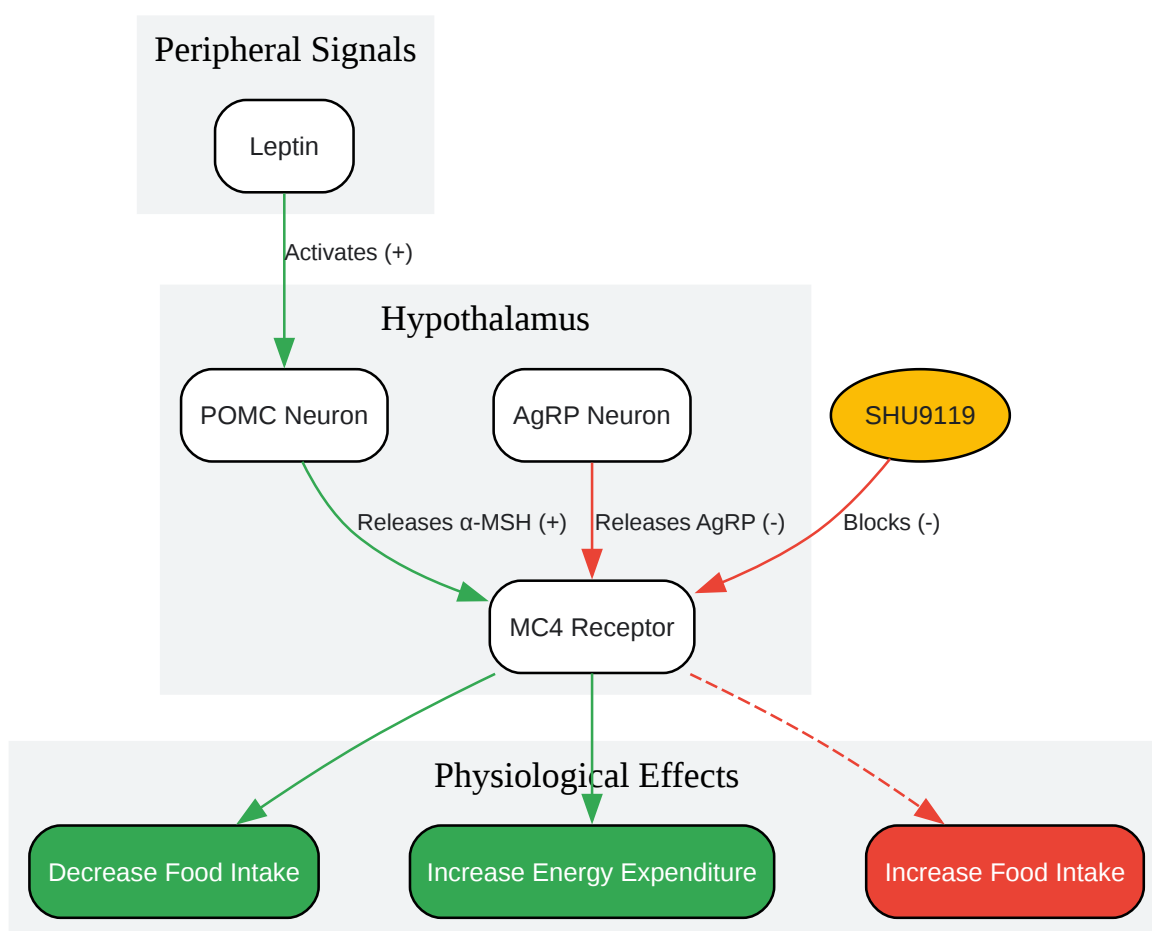 Peripheral Signals
Leptin
Activates (+)
Hypothalamus
POMC Neuron
AgRP Neuron
SHU9119
Releases α-MSH (+)
Releases AgRP (-)
Blocks (-)
MC4 Receptor
Physiological Effects
Decrease Food Intake
Increase Energy Expenditure
Increase Food Intake